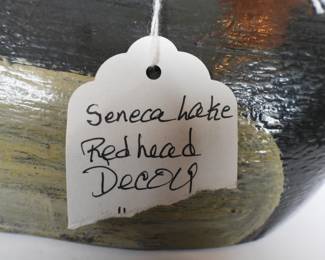 Seneca Lake
Redhead
Decoy
"